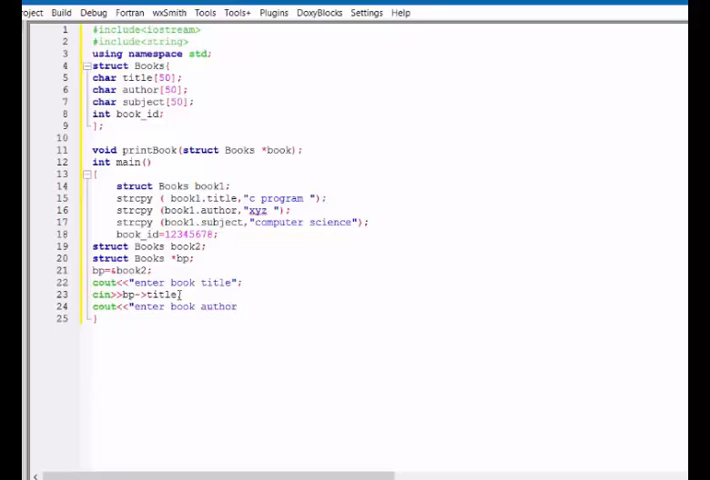 roject Build Debug Fortran wxSmith Tools Tools+ Plugins DoxyBlocks Settings Help
1 #include<iostream>
2 #include<string>
3 using namespace std;
4 struct Books{
5 char title[50];
6 char author[50];
7 char subject[50];
8 int book_id;
9 };
10
11 void printBook(struct Books *book);
12 int main()
13 {
14 struct Books book1;
15 strcpy ( book1.title,"c program ");
16 strcpy (book1.author,"xyz ");
17 strcpy (book1.subject,"computer science");
18 book_id=12345678;
19 struct Books book2;
20 struct Books *bp;
21 bp=&book2;
22 cout<<"enter book title";
23 cin>>bp->title;
24 cout<<"enter book author
25 }